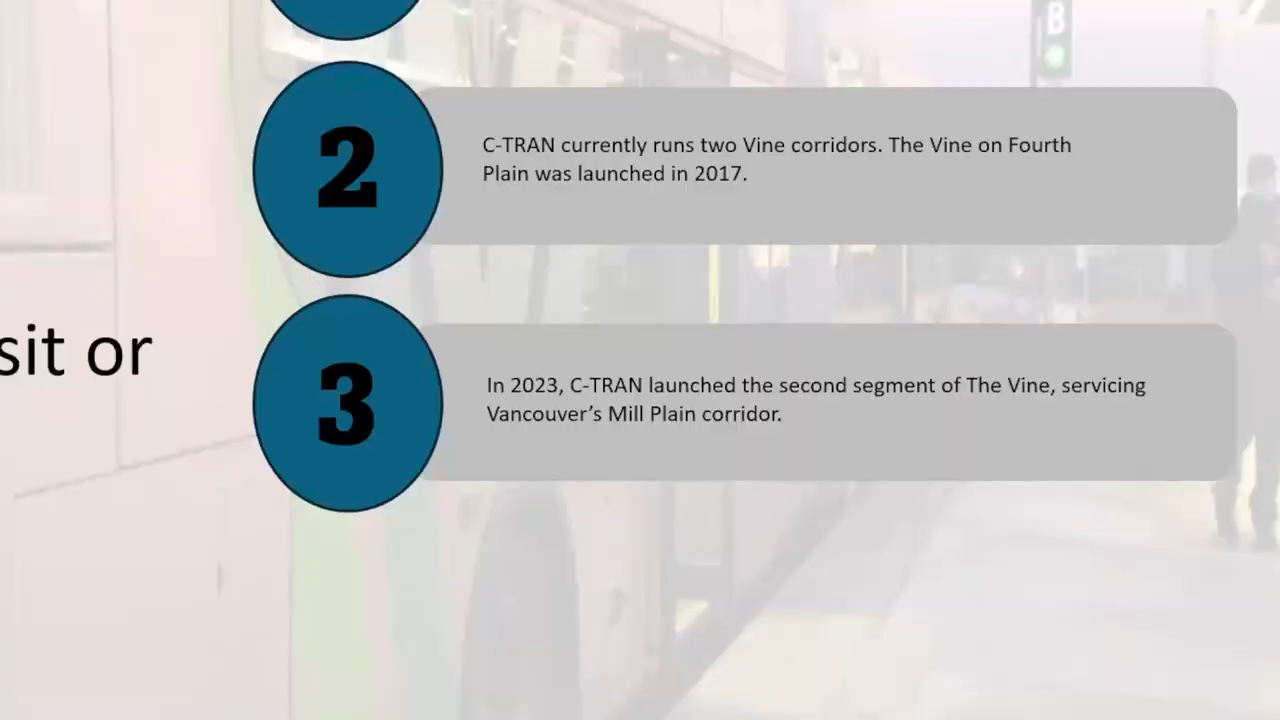 B
2
C-TRAN currently runs two Vine corridors. The Vine on Fourth
Plain was launched in 2017.
sit or
3
In 2023, C-TRAN launched the second segment of The Vine, servicing
Vancouver’s Mill Plain corridor.